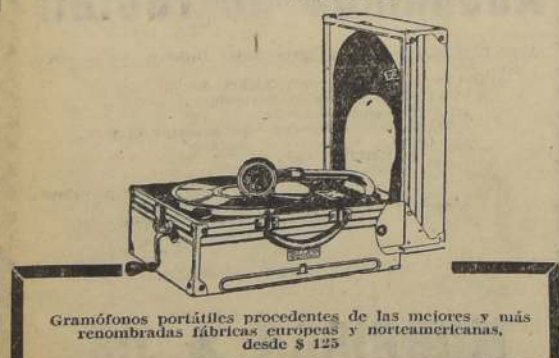 Gramófonos portátiles procedentes de las mejores y más
renombradas fábricas europeas y norteamericanas,
desde $ 125